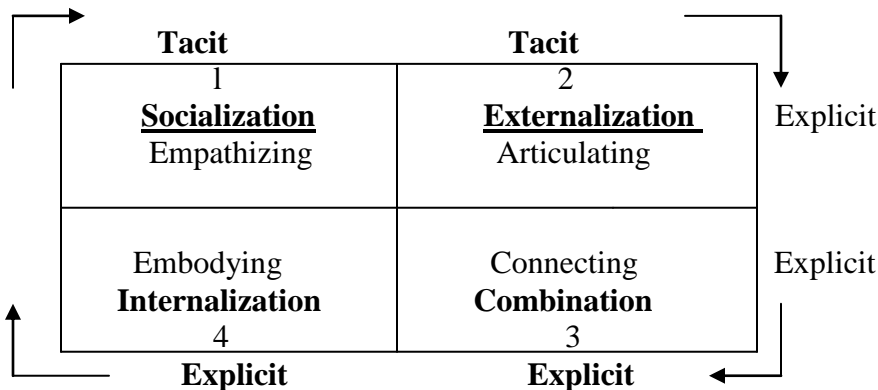 Tacit Tacit
1 2
Socialization Externalization Explicit
Empathizing Articulating
Embodying Connecting Explicit
Internalization Combination
4 3
Explicit Explicit